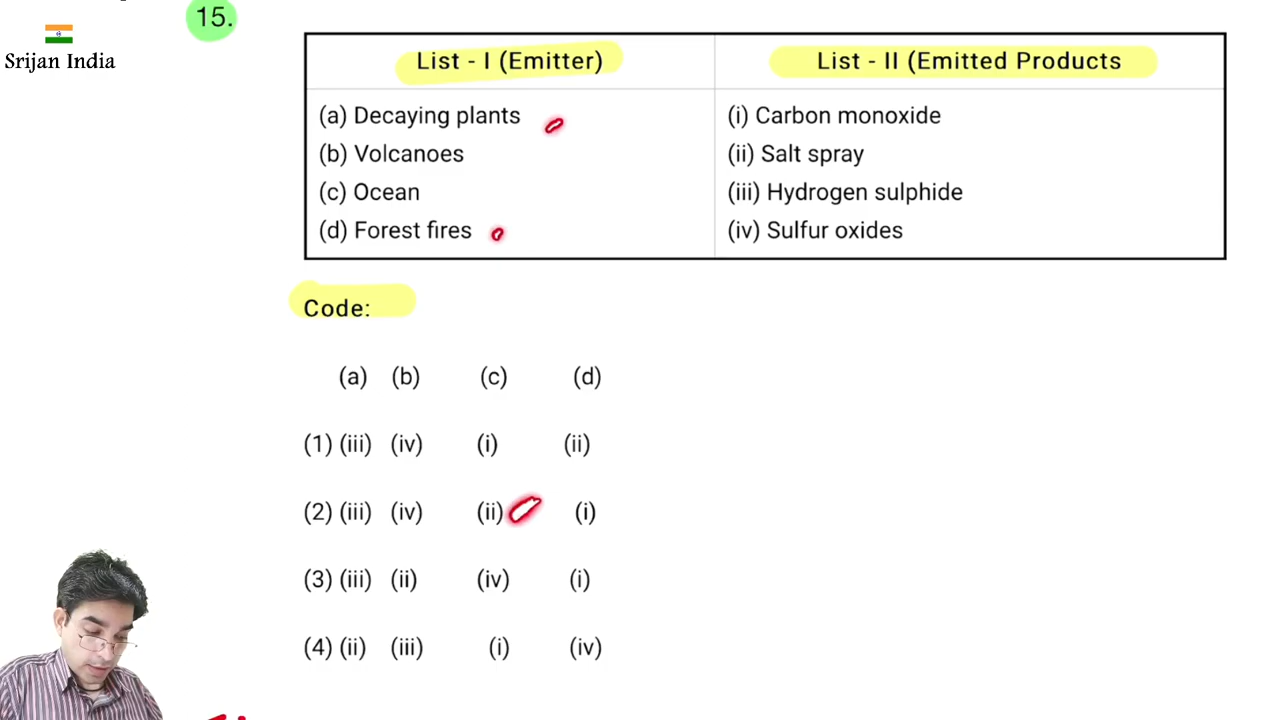 15.
Srijan India
List - I (Emitter) List - II (Emitted Products
(a) Decaying plants (i) Carbon monoxide
(b) Volcanoes (ii) Salt spray
(c) Ocean (iii) Hydrogen sulphide
(d) Forest fires (iv) Sulfur oxides
Code:
(a) (b) (c) (d)
(1) (iii) (iv) (i) (ii)
(2) (iii) (iv) (ii) (i)
(3) (iii) (ii) (iv) (i)
(4) (ii) (iii) (i) (iv)